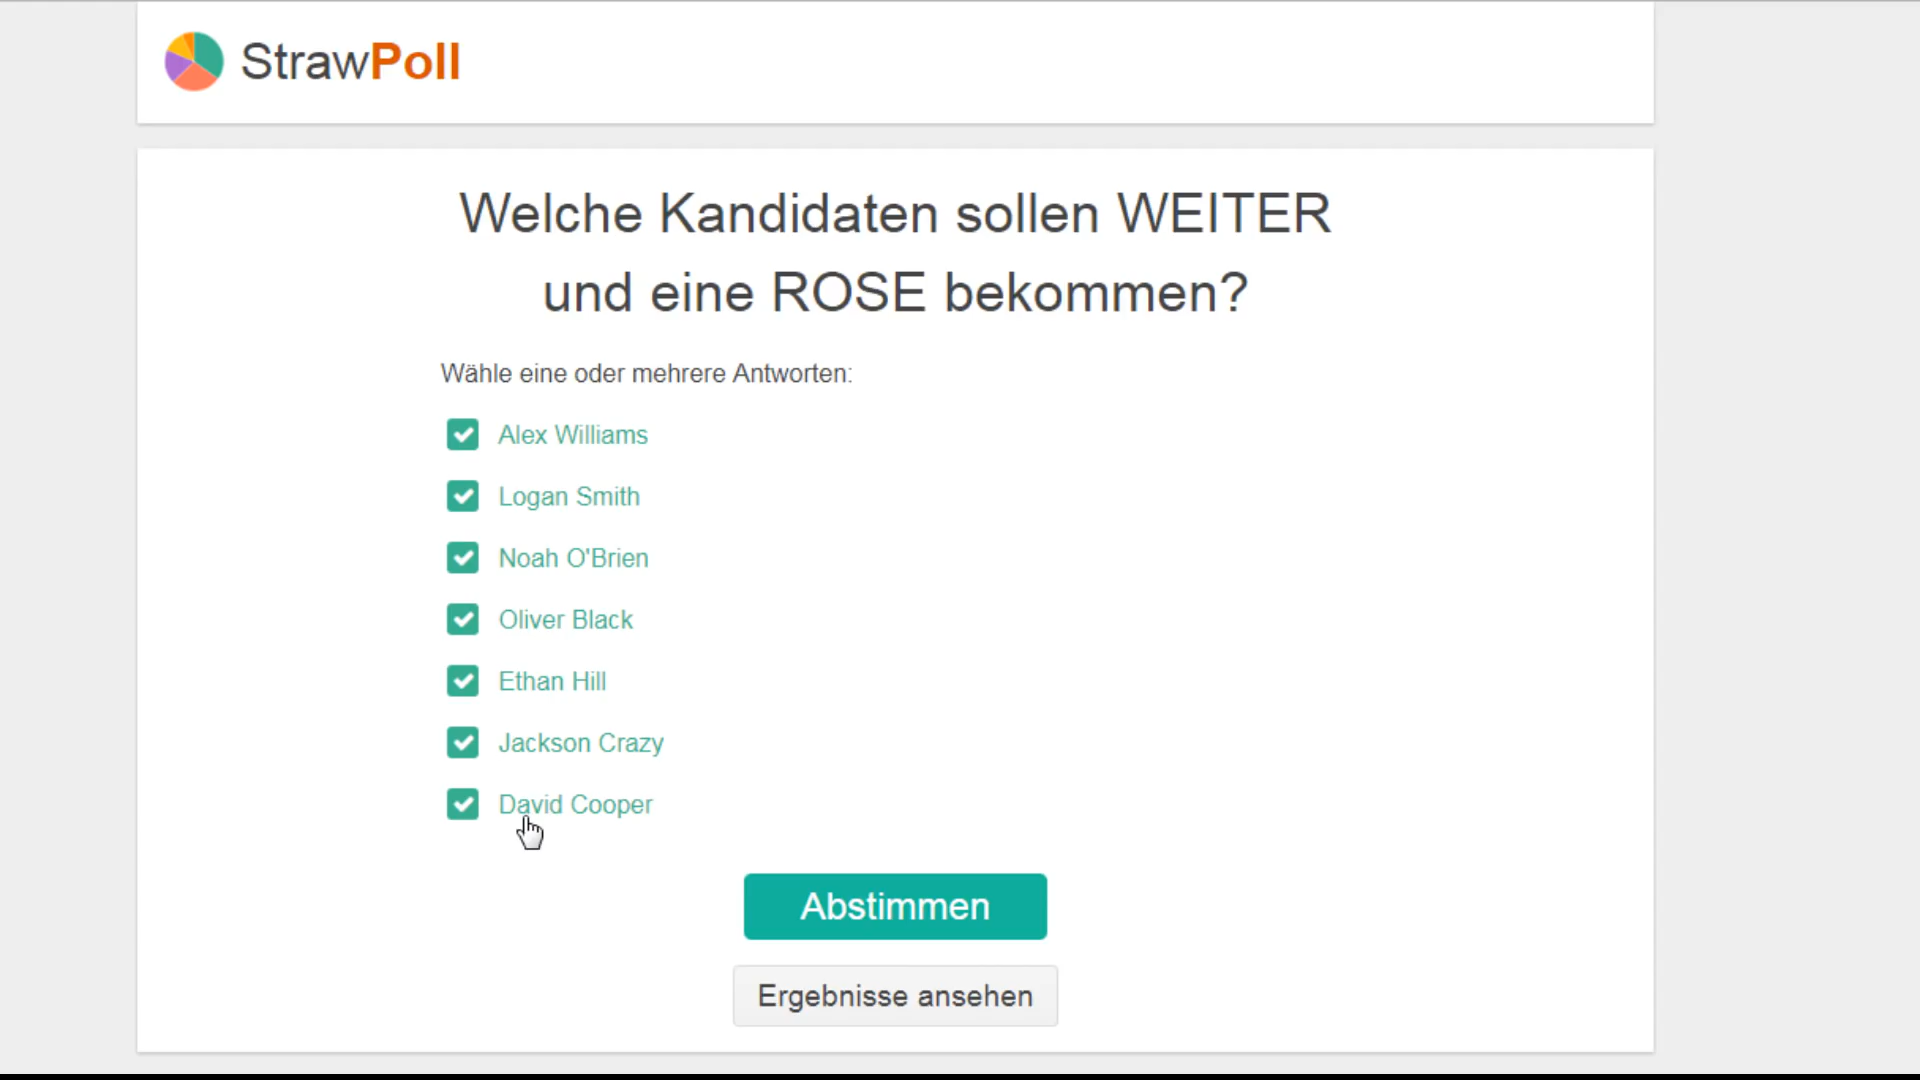 StrawPoll
Welche Kandidaten sollen WEITER
und eine ROSE bekommen?
Wähle eine oder mehrere Antworten:
Alex Williams
Logan Smith
Noah O'Brien
Oliver Black
Ethan Hill
Jackson Crazy
David Cooper
Abstimmen
Ergebnisse ansehen